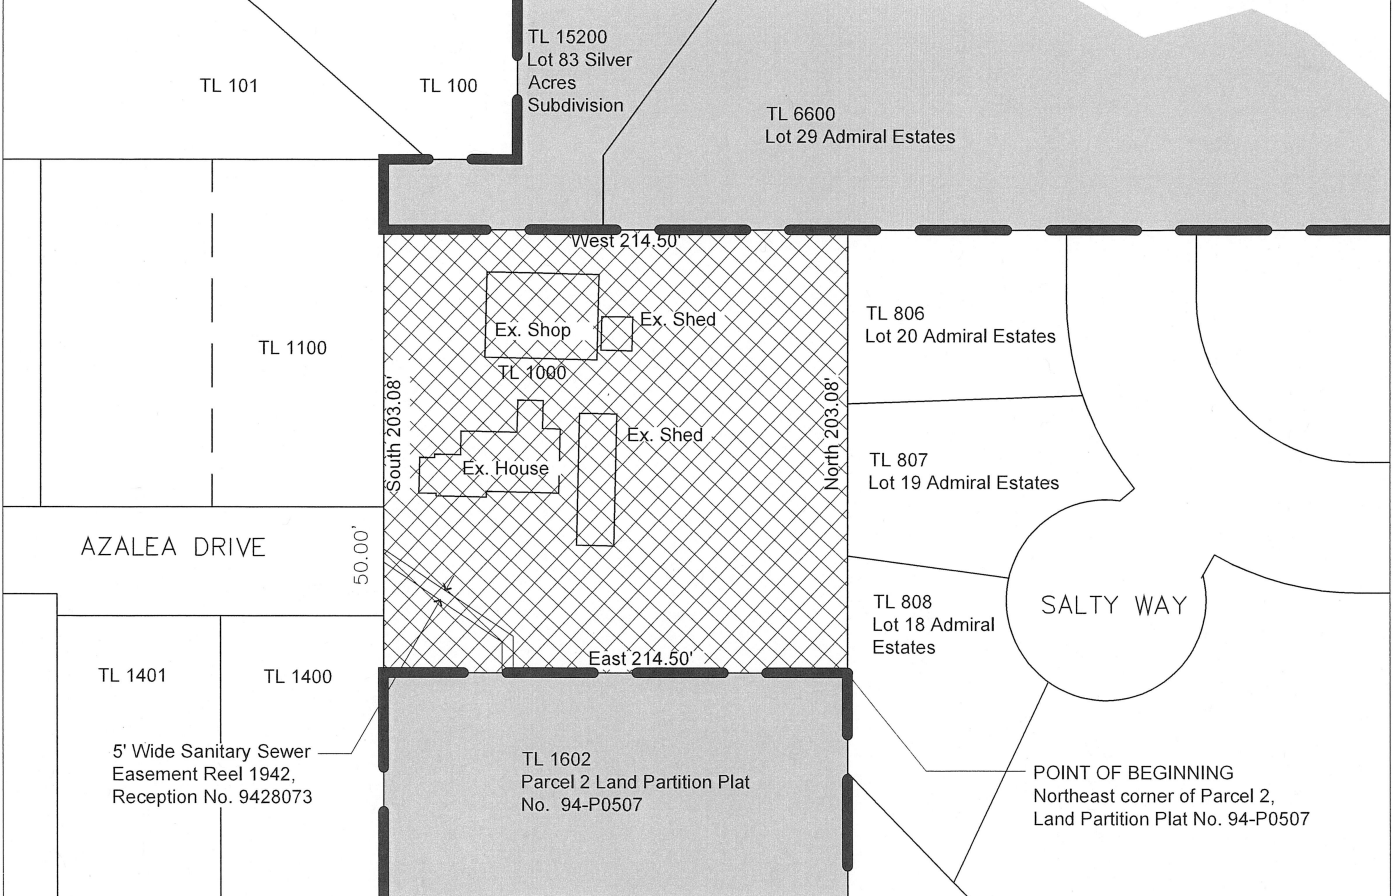 TL 15200
Lot 83 Silver
Acres
Subdivision
TL 101
TL 100
TL 6600
Lot 29 Admiral Estates
West 214.50'
Ex. Shop
Ex. Shed
TL 1000
TL 806
Lot 20 Admiral Estates
TL 1100
South 203.08'
North 203.08'
Ex. Shed
Ex. House
TL 807
Lot 19 Admiral Estates
AZALEA DRIVE
50.00'
TL 808
Lot 18 Admiral
Estates
SALTY WAY
East 214.50'
TL 1401
TL 1400
5' Wide Sanitary Sewer
Easement Reel 1942,
Reception No. 9428073
TL 1602
Parcel 2 Land Partition Plat
No. 94-P0507
POINT OF BEGINNING
Northeast corner of Parcel 2,
Land Partition Plat No. 94-P0507